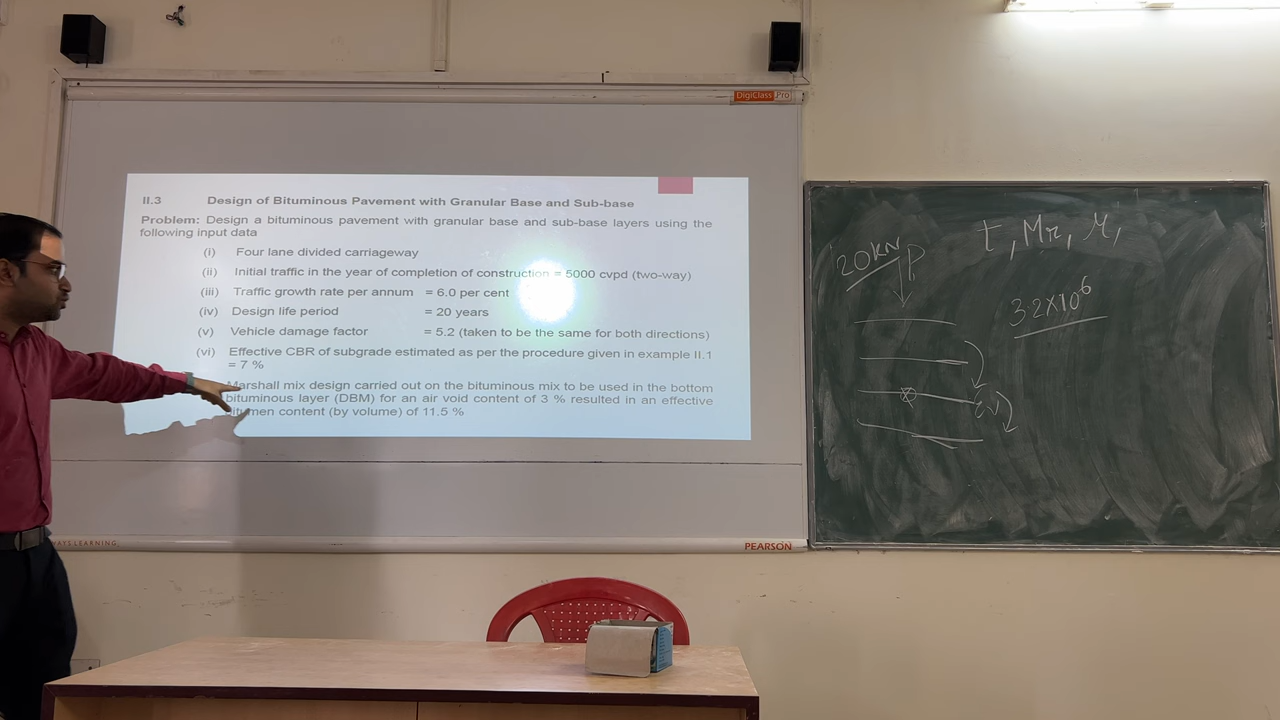 DigiClass Pro
II.3 Design of Bituminous Pavement with Granular Base and Sub-base
Problem: Design a bituminous pavement with granular base and sub-base layers using the
following input data
(i) Four lane divided carriageway
(ii) Initial traffic in the year of completion of construction = 5000 cvpd (two-way)
(iii) Traffic growth rate per annum = 6.0 per cent
(iv) Design life period = 20 years
(v) Vehicle damage factor = 5.2 (taken to be the same for both directions)
(vi) Effective CBR of subgrade estimated as per the procedure given in example II.1
= 7 %
Marshall mix design carried out on the bituminous mix to be used in the bottom
bituminous layer (DBM) for an air void content of 3 % resulted in an effective
bitumen content (by volume) of 11.5 %
LEARNING
PEARSON
20 kN P
t, Mr, μ,
32×10⁶
εv